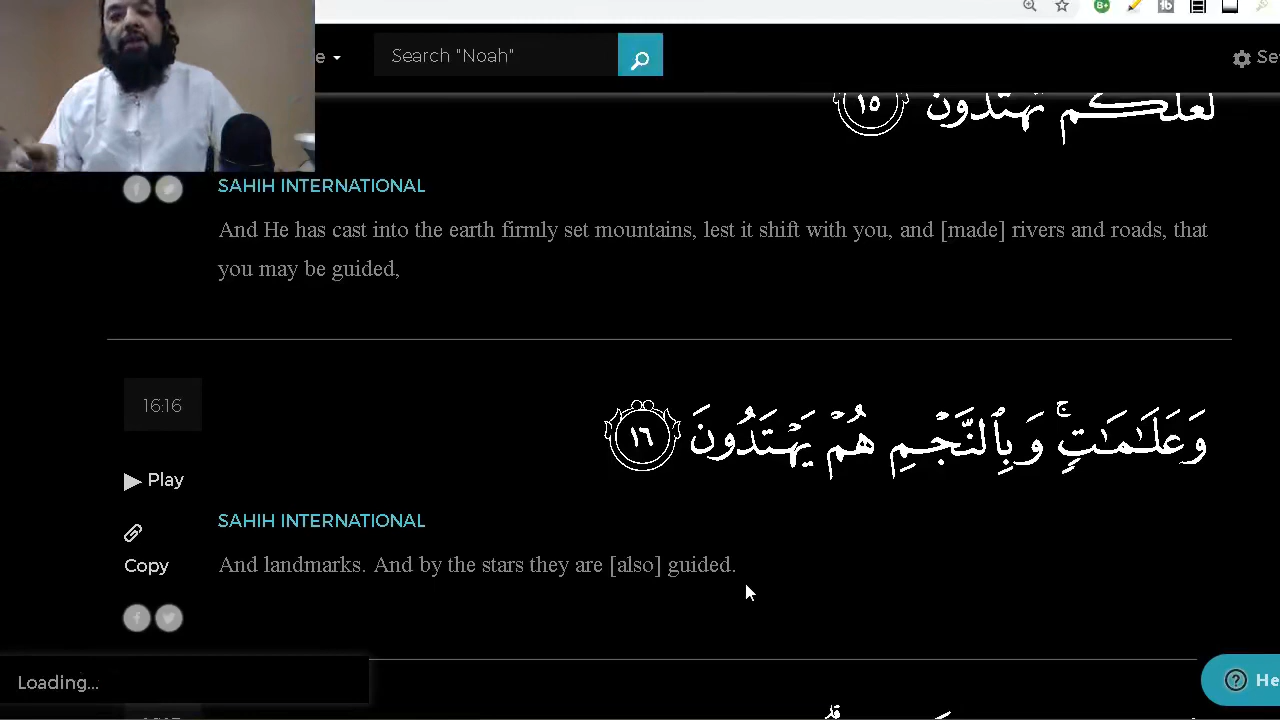 Search "Noah"
لَعَلَّكُمْ تَهْتَدُونَ ١٥
SAHIH INTERNATIONAL
And He has cast into the earth firmly set mountains, lest it shift with you, and [made] rivers and roads, that
you may be guided,
16:16
وَعَلَـٰمَـٰتٍ ۚ وَبِٱلنَّجْمِ هُمْ يَهْتَدُونَ ١٦
Play
SAHIH INTERNATIONAL
Copy
And landmarks. And by the stars they are [also] guided.
Loading...